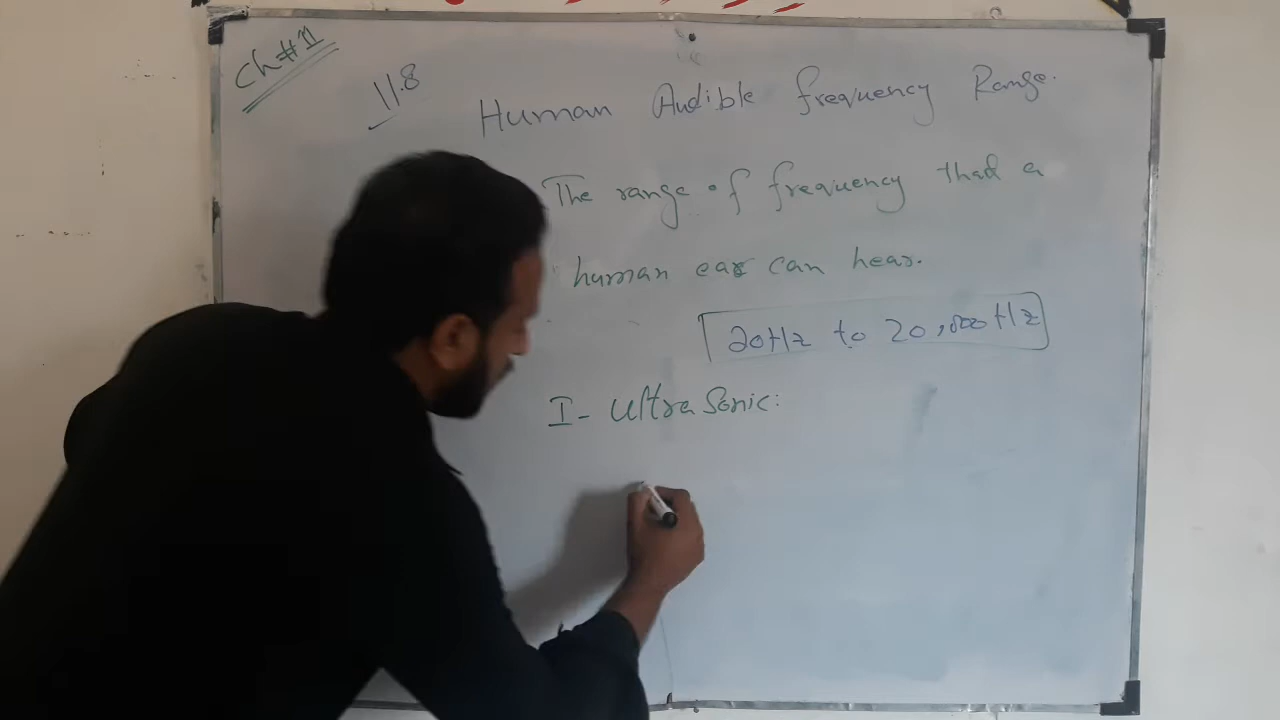 Ch#11
11.8
Human Audible frequency Range.
The range of frequency that a
human ear can hear.
20Hz to 20,000Hz
I- Ultra Sonic: